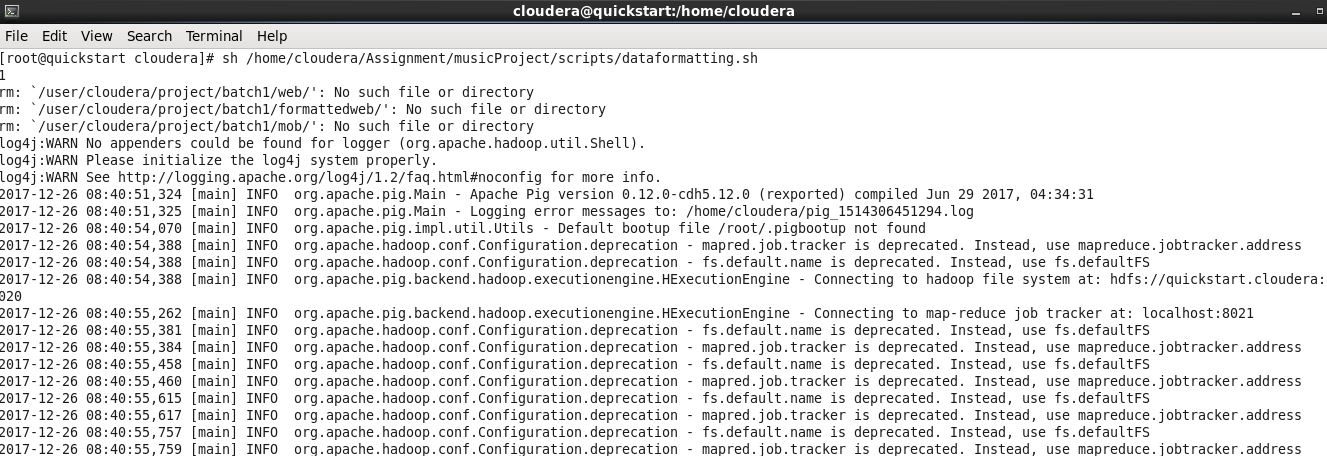 cloudera@quickstart:/home/cloudera
File Edit View Search Terminal Help
[root@quickstart cloudera]# sh /home/cloudera/Assignment/musicProject/scripts/dataformatting.sh
1
rm: `/user/cloudera/project/batch1/web/': No such file or directory
rm: `/user/cloudera/project/batch1/formattedweb/': No such file or directory
rm: `/user/cloudera/project/batch1/mob/': No such file or directory
log4j:WARN No appenders could be found for logger (org.apache.hadoop.util.Shell).
log4j:WARN Please initialize the log4j system properly.
log4j:WARN See http://logging.apache.org/log4j/1.2/faq.html#noconfig for more info.
2017-12-26 08:40:51,324 [main] INFO  org.apache.pig.Main - Apache Pig version 0.12.0-cdh5.12.0 (rexported) compiled Jun 29 2017, 04:34:31
2017-12-26 08:40:51,325 [main] INFO  org.apache.pig.Main - Logging error messages to: /home/cloudera/pig_1514306451294.log
2017-12-26 08:40:54,070 [main] INFO  org.apache.pig.impl.util.Utils - Default bootup file /root/.pigbootup not found
2017-12-26 08:40:54,388 [main] INFO  org.apache.hadoop.conf.Configuration.deprecation - mapred.job.tracker is deprecated. Instead, use mapreduce.jobtracker.address
2017-12-26 08:40:54,388 [main] INFO  org.apache.hadoop.conf.Configuration.deprecation - fs.default.name is deprecated. Instead, use fs.defaultFS
2017-12-26 08:40:54,388 [main] INFO  org.apache.pig.backend.hadoop.executionengine.HExecutionEngine - Connecting to hadoop file system at: hdfs://quickstart.cloudera:
020
2017-12-26 08:40:55,262 [main] INFO  org.apache.pig.backend.hadoop.executionengine.HExecutionEngine - Connecting to map-reduce job tracker at: localhost:8021
2017-12-26 08:40:55,381 [main] INFO  org.apache.hadoop.conf.Configuration.deprecation - fs.default.name is deprecated. Instead, use fs.defaultFS
2017-12-26 08:40:55,384 [main] INFO  org.apache.hadoop.conf.Configuration.deprecation - mapred.job.tracker is deprecated. Instead, use mapreduce.jobtracker.address
2017-12-26 08:40:55,458 [main] INFO  org.apache.hadoop.conf.Configuration.deprecation - fs.default.name is deprecated. Instead, use fs.defaultFS
2017-12-26 08:40:55,460 [main] INFO  org.apache.hadoop.conf.Configuration.deprecation - mapred.job.tracker is deprecated. Instead, use mapreduce.jobtracker.address
2017-12-26 08:40:55,615 [main] INFO  org.apache.hadoop.conf.Configuration.deprecation - fs.default.name is deprecated. Instead, use fs.defaultFS
2017-12-26 08:40:55,617 [main] INFO  org.apache.hadoop.conf.Configuration.deprecation - mapred.job.tracker is deprecated. Instead, use mapreduce.jobtracker.address
2017-12-26 08:40:55,757 [main] INFO  org.apache.hadoop.conf.Configuration.deprecation - fs.default.name is deprecated. Instead, use fs.defaultFS
2017-12-26 08:40:55,759 [main] INFO  org.apache.hadoop.conf.Configuration.deprecation - mapred.job.tracker is deprecated. Instead, use mapreduce.jobtracker.address